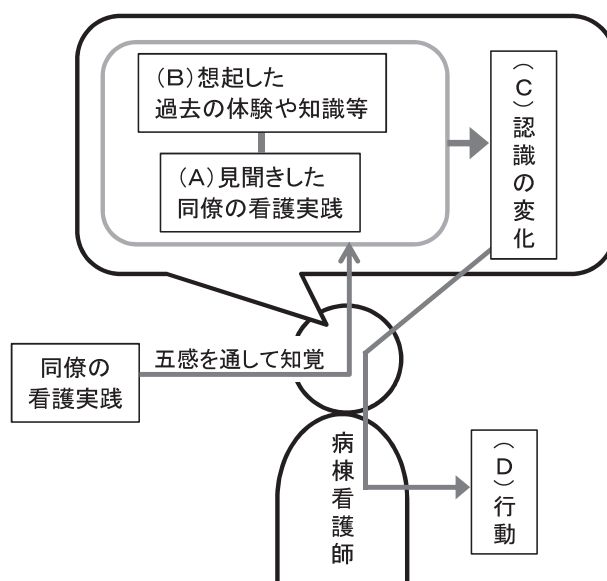 (B)想起した
過去の体験や知識等
(A)見聞きした
同僚の看護実践
(C)認識の変化
五感を通して知覚
同僚の
看護実践
病棟看護師
(D)行動